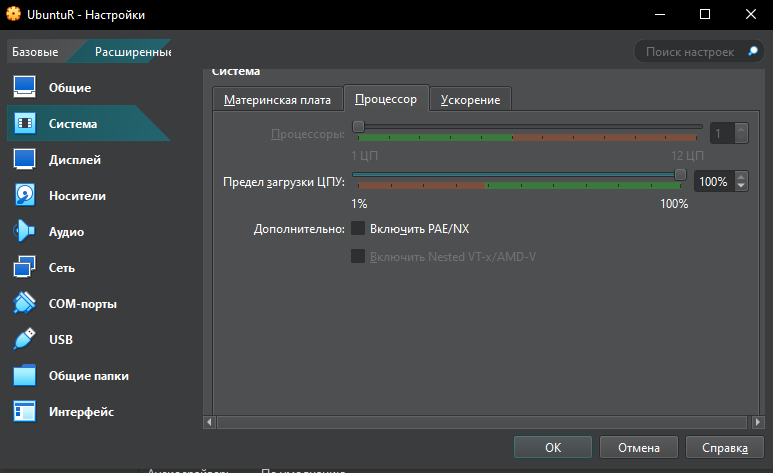 UbuntuR - Настройки
Базовые Расширенные Поиск настроек
Система
Общие
Система
Дисплей
Носители
Аудио
Сеть
COM-порты
USB
Общие папки
Интерфейс
Материнская плата Процессор Ускорение
Процессоры: 1
1 ЦП 12 ЦП
Предел загрузки ЦПУ: 100%
1% 100%
Дополнительно: Включить PAE/NX
Включить Nested VT-x/AMD-V
ОК Отмена Справка